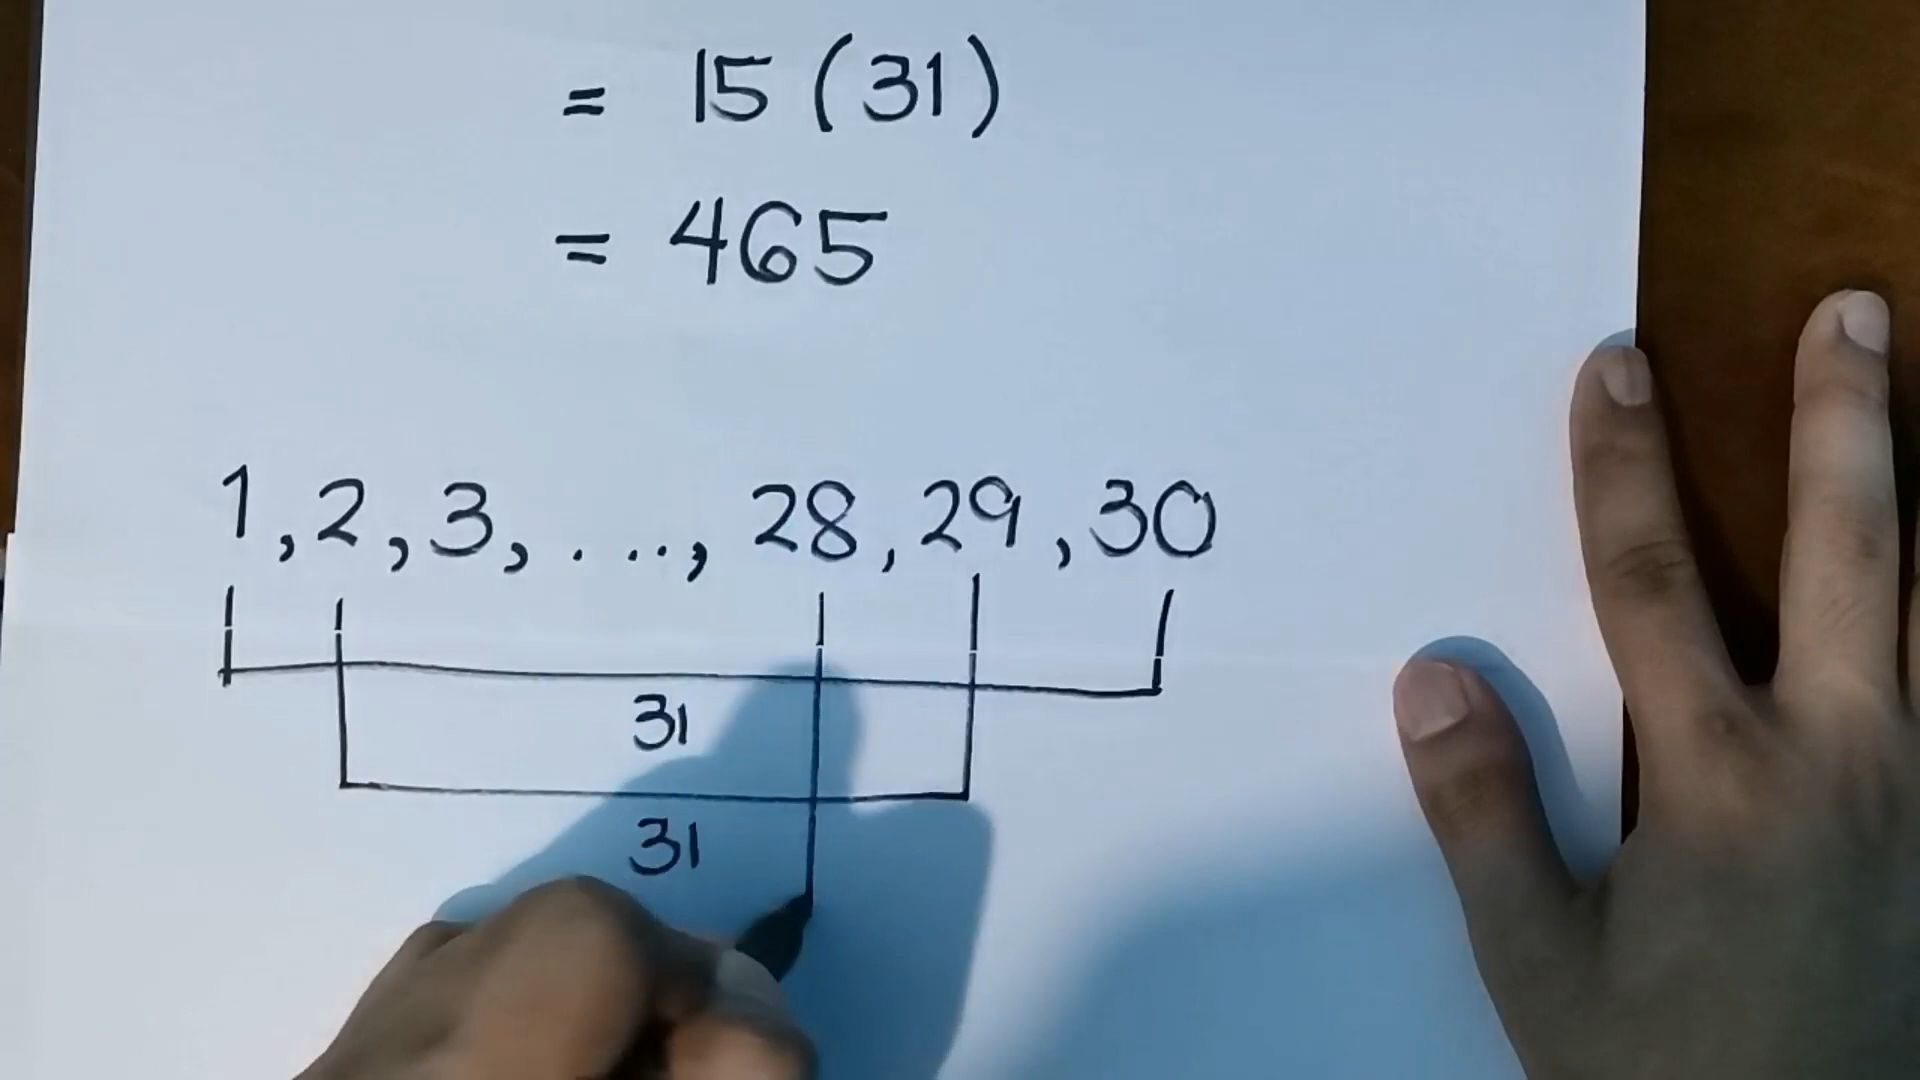 = 15 (31)
= 465
1, 2, 3, . . . , 28, 29, 30
31
31